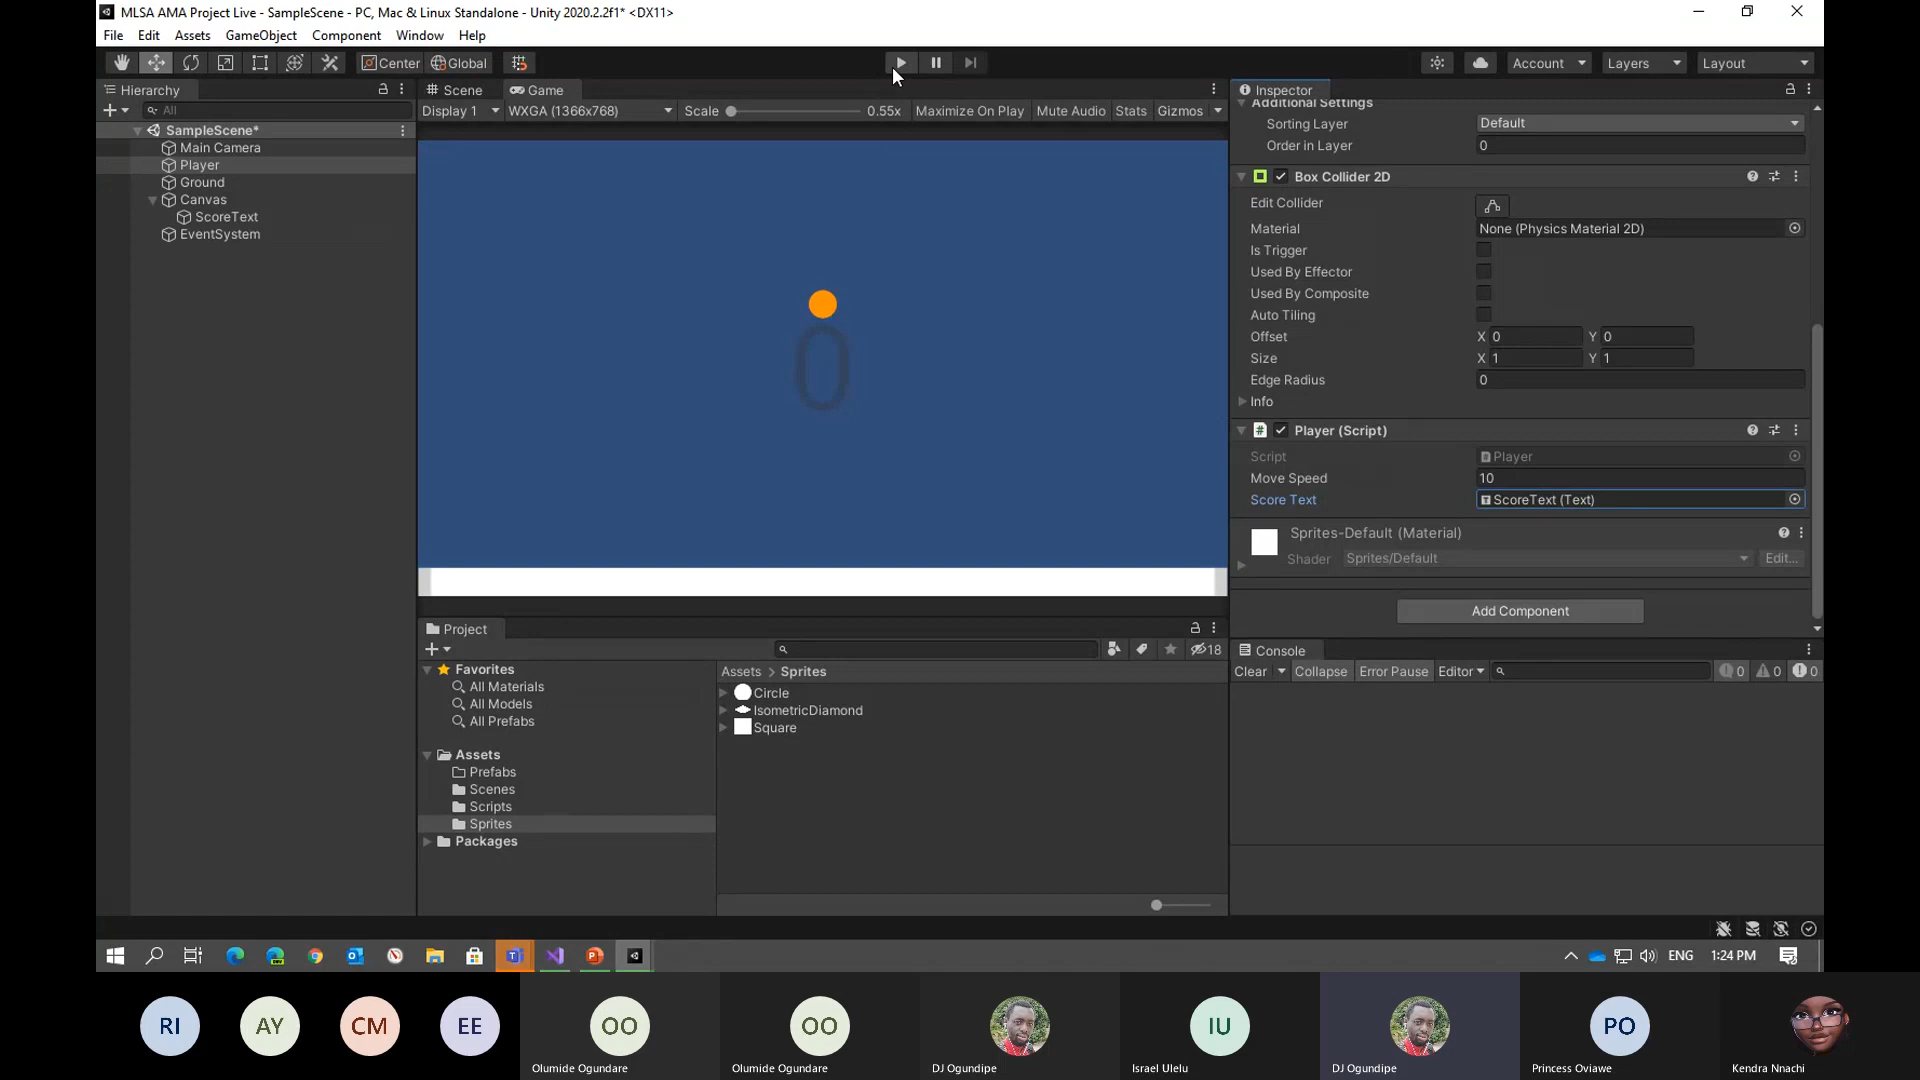 MLSA AMA Project Live - SampleScene - PC, Mac & Linux Standalone - Unity 2020.2.2f1* <DX11>
File Edit Assets GameObject Component Window Help
Center Global Account Layers Layout
Hierarchy
All
SampleScene*
Main Camera
Player
Ground
Canvas
ScoreText
EventSystem
Scene Game
Display 1 WXGA (1366x768) Scale 0.55x Maximize On Play Mute Audio Stats Gizmos
0
Inspector
Additional Settings
Sorting Layer Default
Order in Layer 0
Box Collider 2D
Edit Collider
Material None (Physics Material 2D)
Is Trigger
Used By Effector
Used By Composite
Auto Tiling
Offset X 0 Y 0
Size X 1 Y 1
Edge Radius 0
Info
# Player (Script)
Script Player
Move Speed 10
Score Text ScoreText (Text)
Sprites-Default (Material)
Shader Sprites/Default Edit...
Add Component
Project
18
Favorites
All Materials
All Models
All Prefabs
Assets
Prefabs
Scenes
Scripts
Sprites
Packages
Assets > Sprites
Circle
IsometricDiamond
Square
Console
Clear Collapse Error Pause Editor 0 0 0
ENG 1:24 PM
RI AY CM EE OO OO IU PO
Olumide Ogundare Olumide Ogundare DJ Ogundipe Israel Ulelu DJ Ogundipe Princess Oviawe Kendra Nnachi